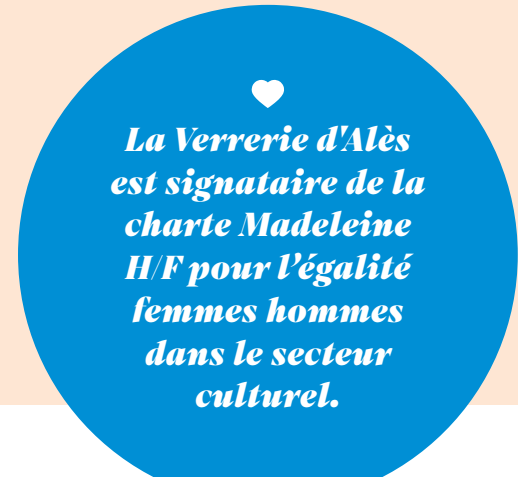 La Verrerie d'Alès
est signataire de la
charte Madeleine
H/F pour l’égalité
femmes hommes
dans le secteur
culturel.